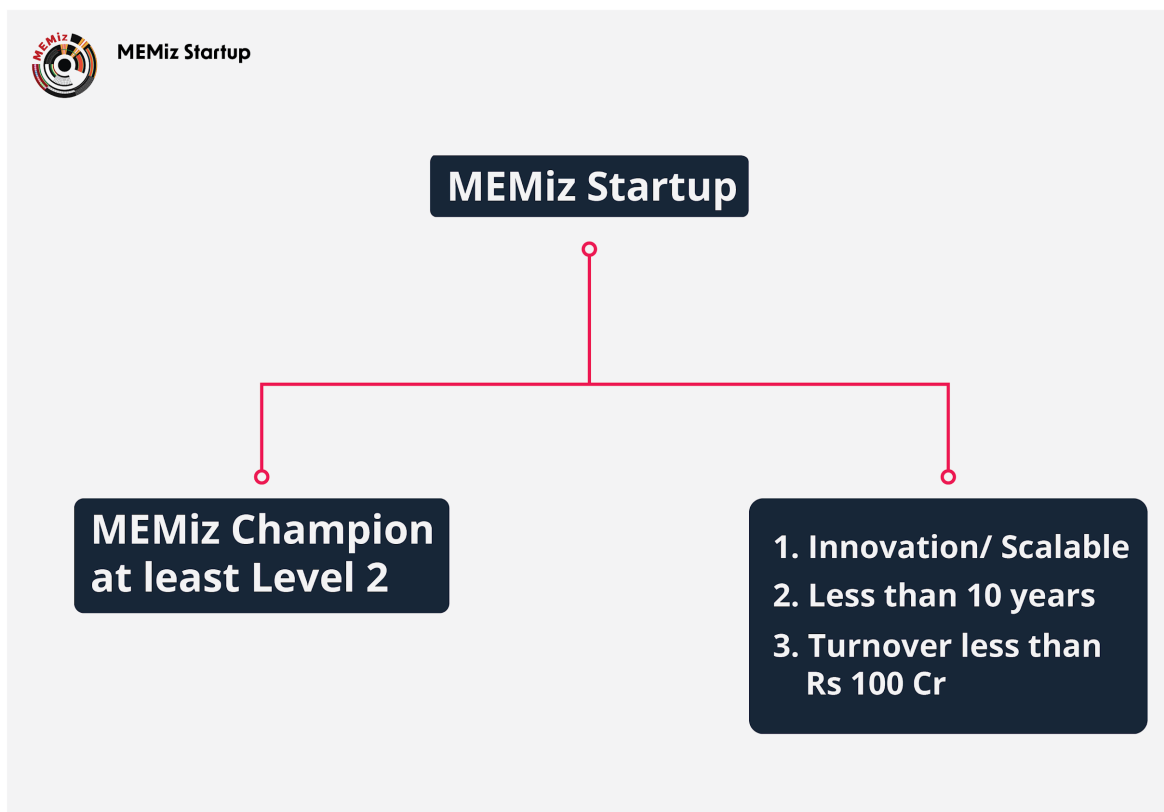 MEMiz
MEMiz Startup
MEMiz Startup
MEMiz Champion
at least Level 2
1. Innovation/ Scalable
2. Less than 10 years
3. Turnover less than
Rs 100 Cr